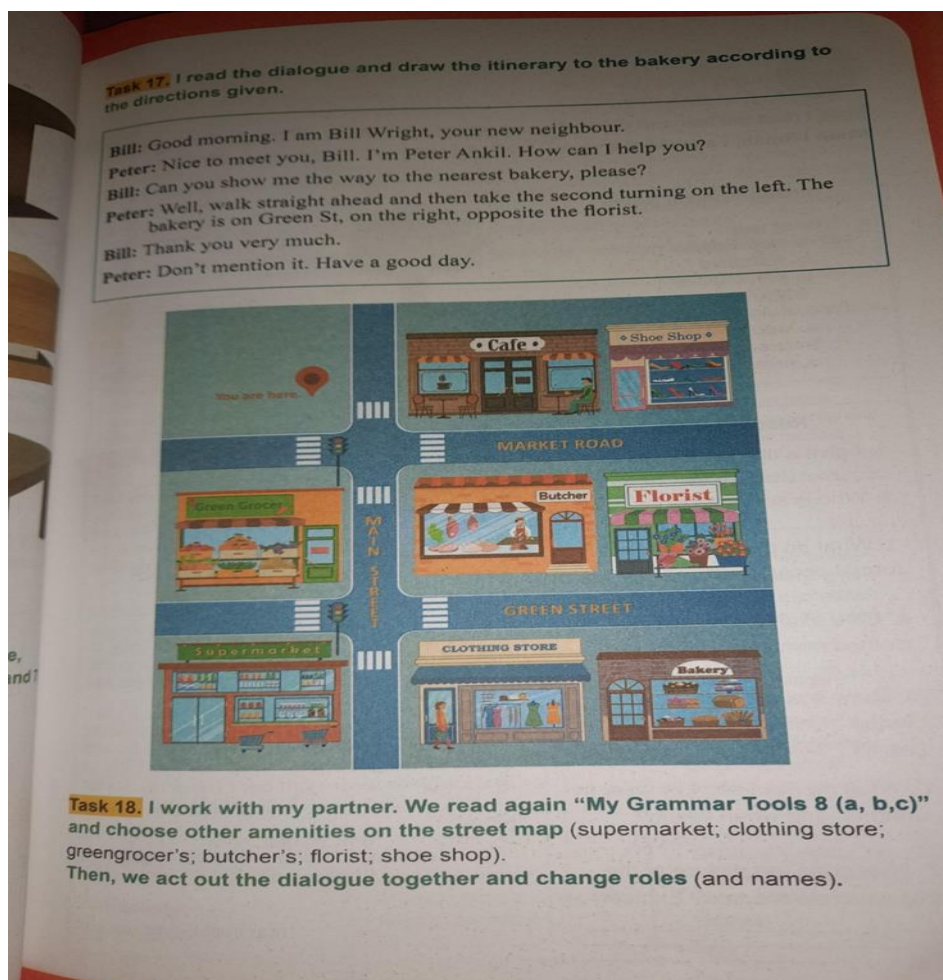 Task 17. I read the dialogue and draw the itinerary to the bakery according to
the directions given.
Bill: Good morning. I am Bill Wright, your new neighbour.
Peter: Nice to meet you, Bill. I'm Peter Ankil. How can I help you?
Bill: Can you show me the way to the nearest bakery, please?
Peter: Well, walk straight ahead and then take the second turning on the left. The
bakery is on Green St, on the right, opposite the florist.
Bill: Thank you very much.
Peter: Don't mention it. Have a good day.
You are here
Cafe
Shoe Shop
MARKET ROAD
Green Grocer
MAIN STREET
Butcher
Florist
GREEN STREET
Supermarket
CLOTHING STORE
Bakery
e,
and
Task 18. I work with my partner. We read again “My Grammar Tools 8 (a, b,c)”
and choose other amenities on the street map (supermarket; clothing store;
greengrocer's; butcher's; florist; shoe shop).
Then, we act out the dialogue together and change roles (and names).